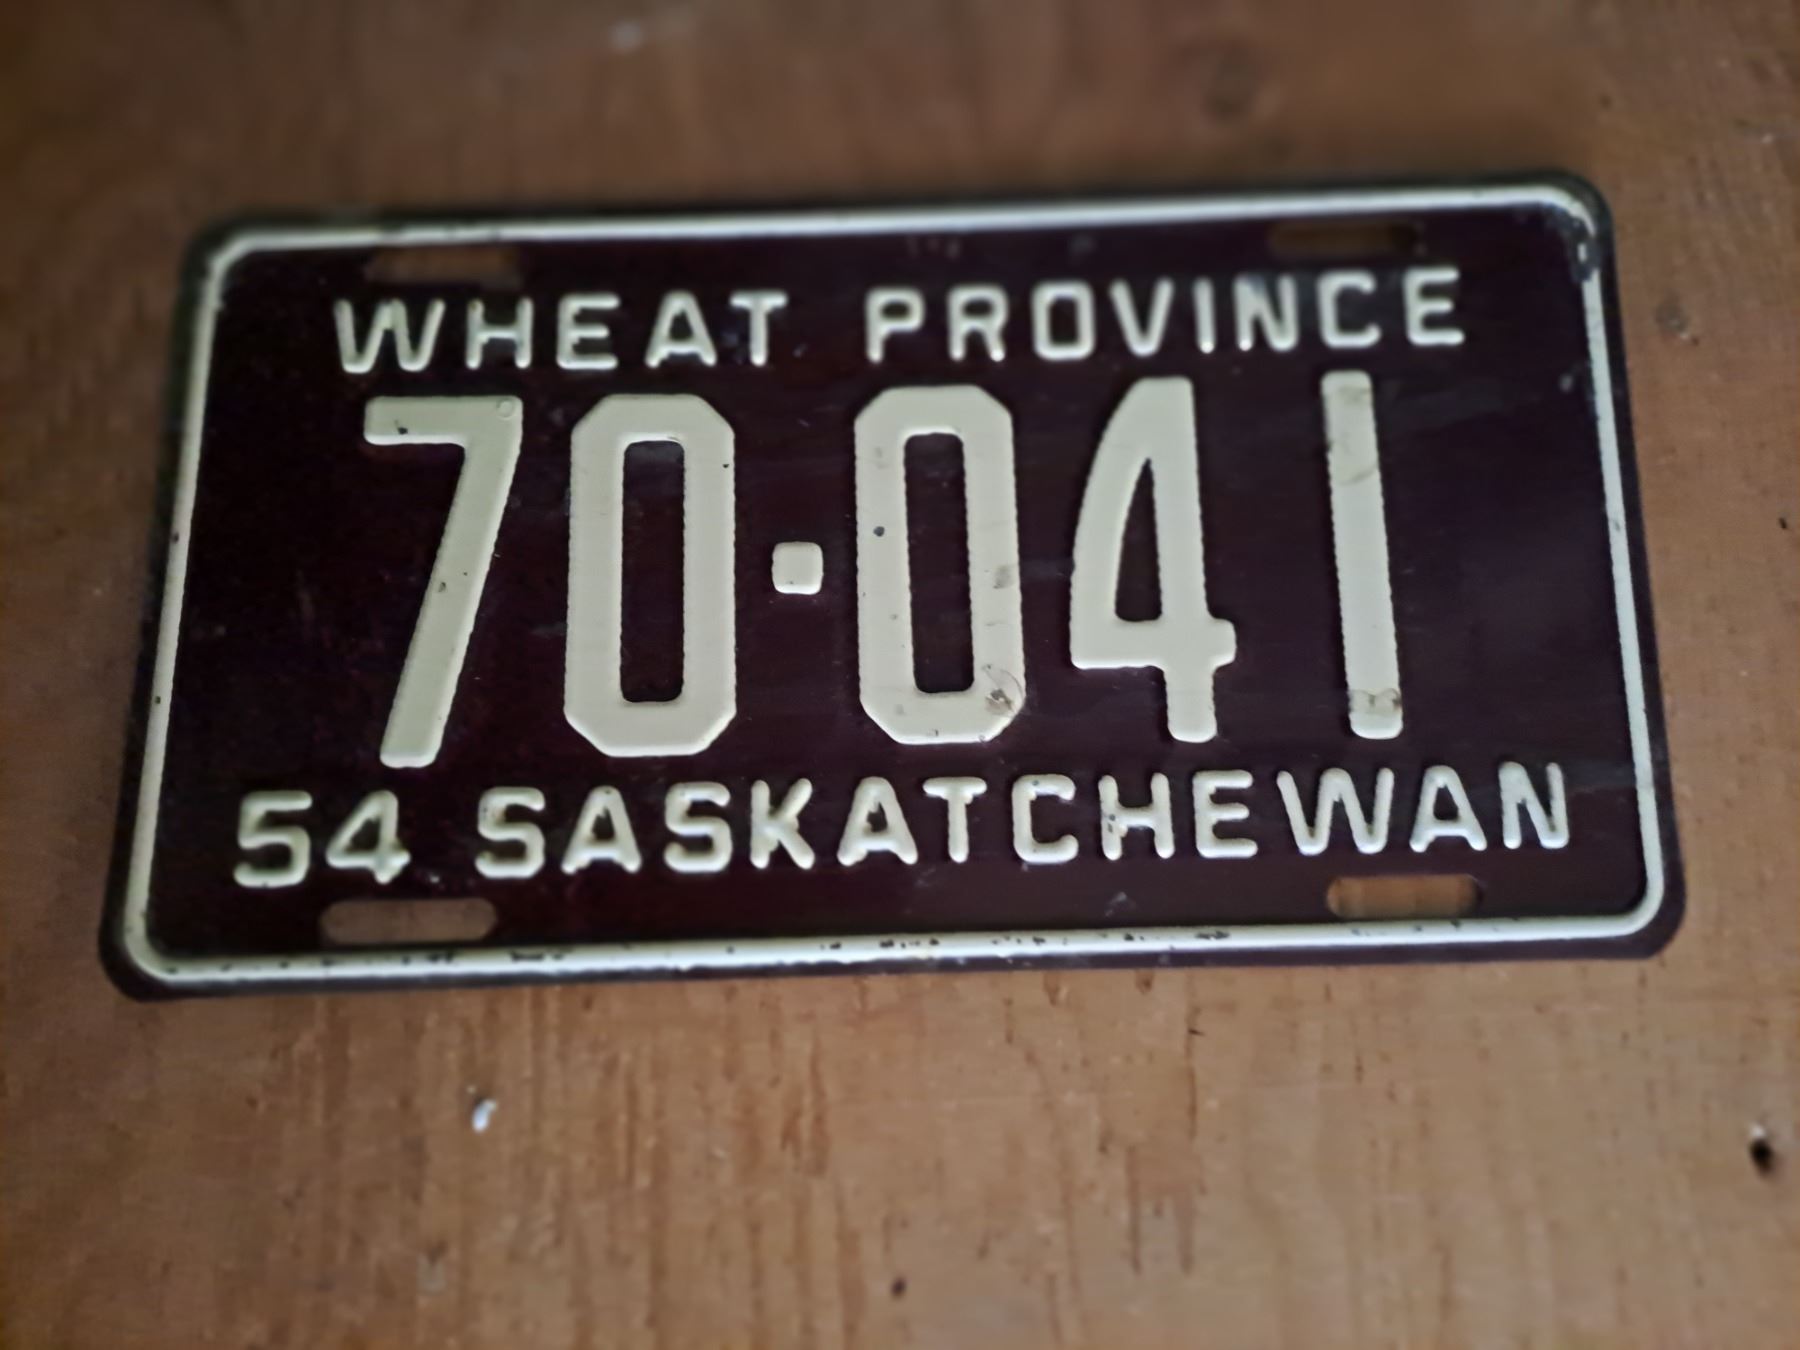 WHEAT PROVINCE
70·041
54 SASKATCHEWAN